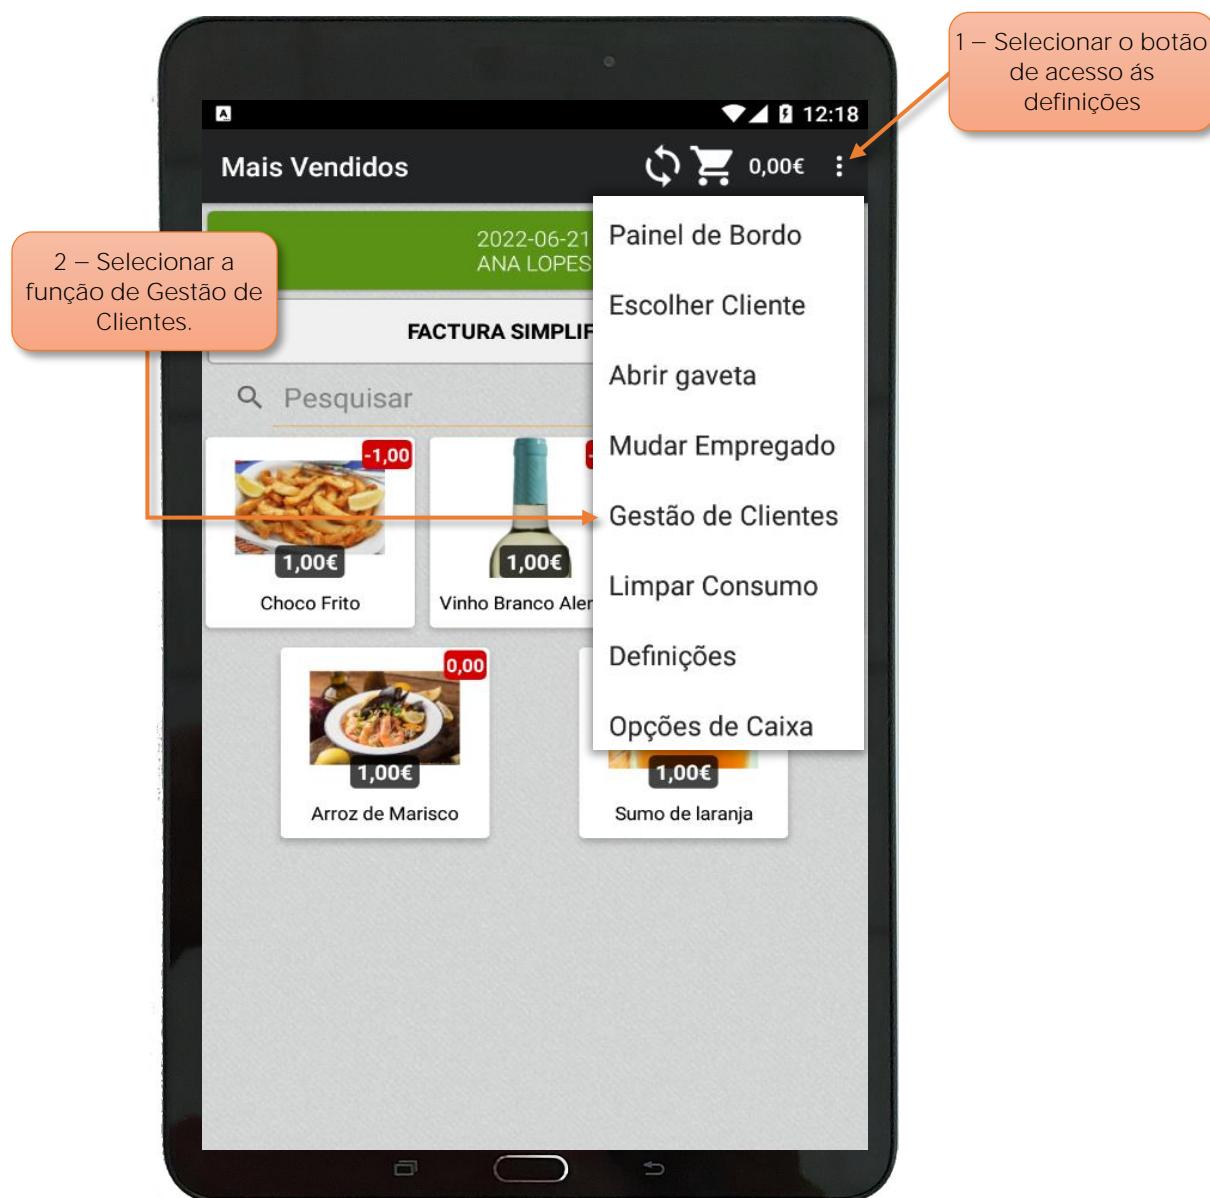 1 – Selecionar o botão
de acesso ás
definições
12:18
Mais Vendidos
0,00€
2022-06-21
ANA LOPES
2 – Selecionar a
função de Gestão de
Clientes.
FACTURA SIMPLIF
Pesquisar
Painel de Bordo
Escolher Cliente
Abrir gaveta
Mudar Empregado
Gestão de Clientes
Limpar Consumo
Definições
Opções de Caixa
-1,00
1,00€
Choco Frito
1,00€
Vinho Branco Aler
0,00
1,00€
Arroz de Marisco
1,00€
Sumo de laranja